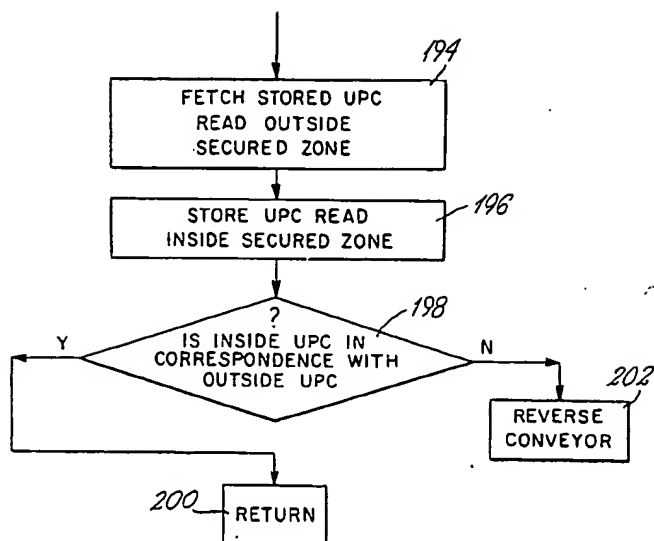 194
FETCH STORED UPC
READ OUTSIDE
SECURED ZONE
196
STORE UPC READ
INSIDE SECURED ZONE
198
?
IS INSIDE UPC IN
CORRESPONDENCE WITH
OUTSIDE UPC
Y
N
202
REVERSE
CONVEYOR
200
RETURN